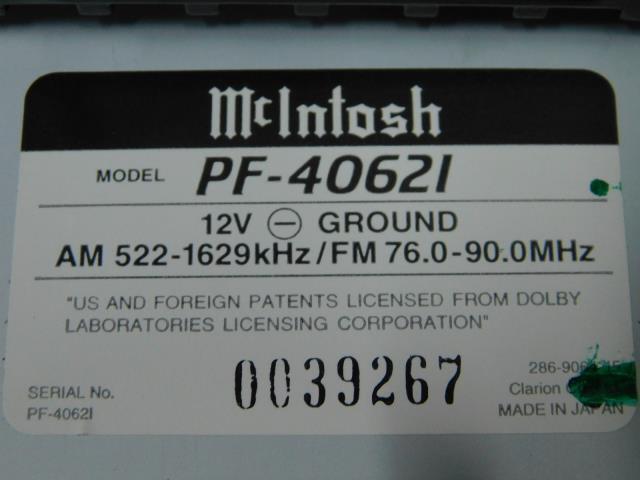 McIntosh
MODEL PF-4062I
12V ⊖ GROUND
AM 522-1629kHz/FM 76.0-90.0MHz
"US AND FOREIGN PATENTS LICENSED FROM DOLBY
LABORATORIES LICENSING CORPORATION"
0039267
SERIAL No.
PF-4062I
Clarion
MADE IN JAPAN